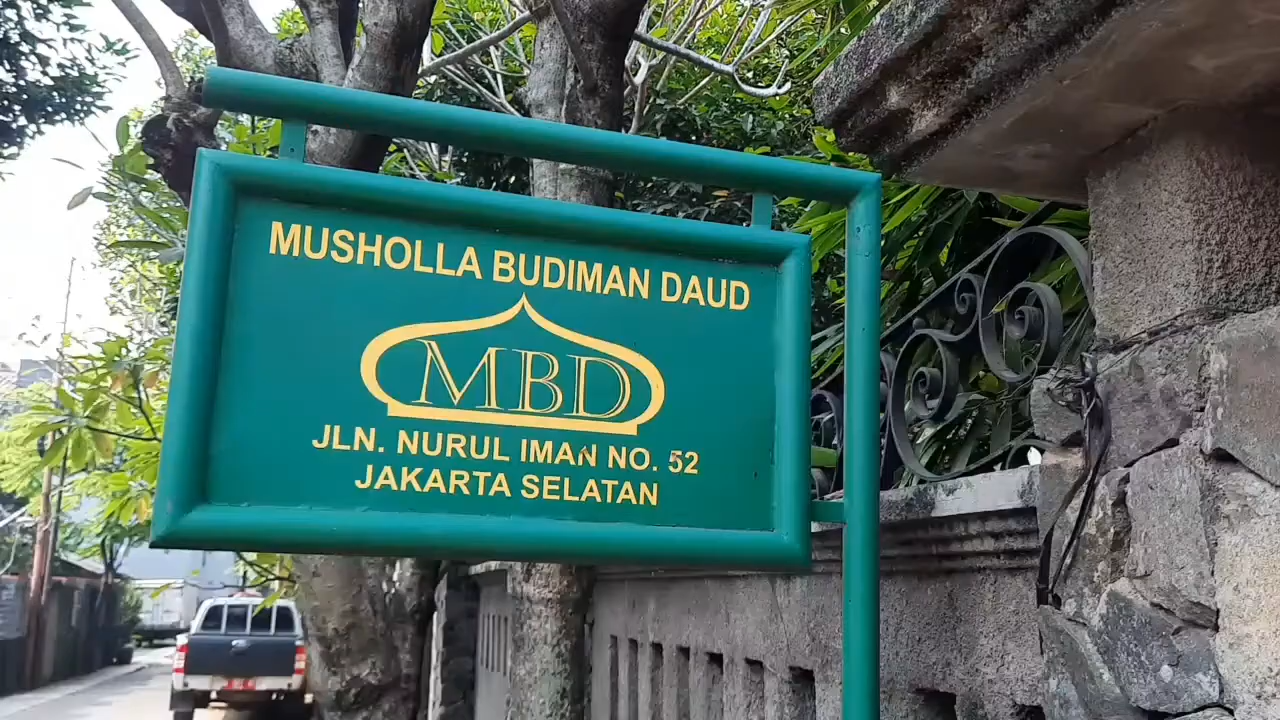 MUSHOLLA BUDIMAN DAUD
MBD
JLN. NURUL IMAN NO. 52
JAKARTA SELATAN